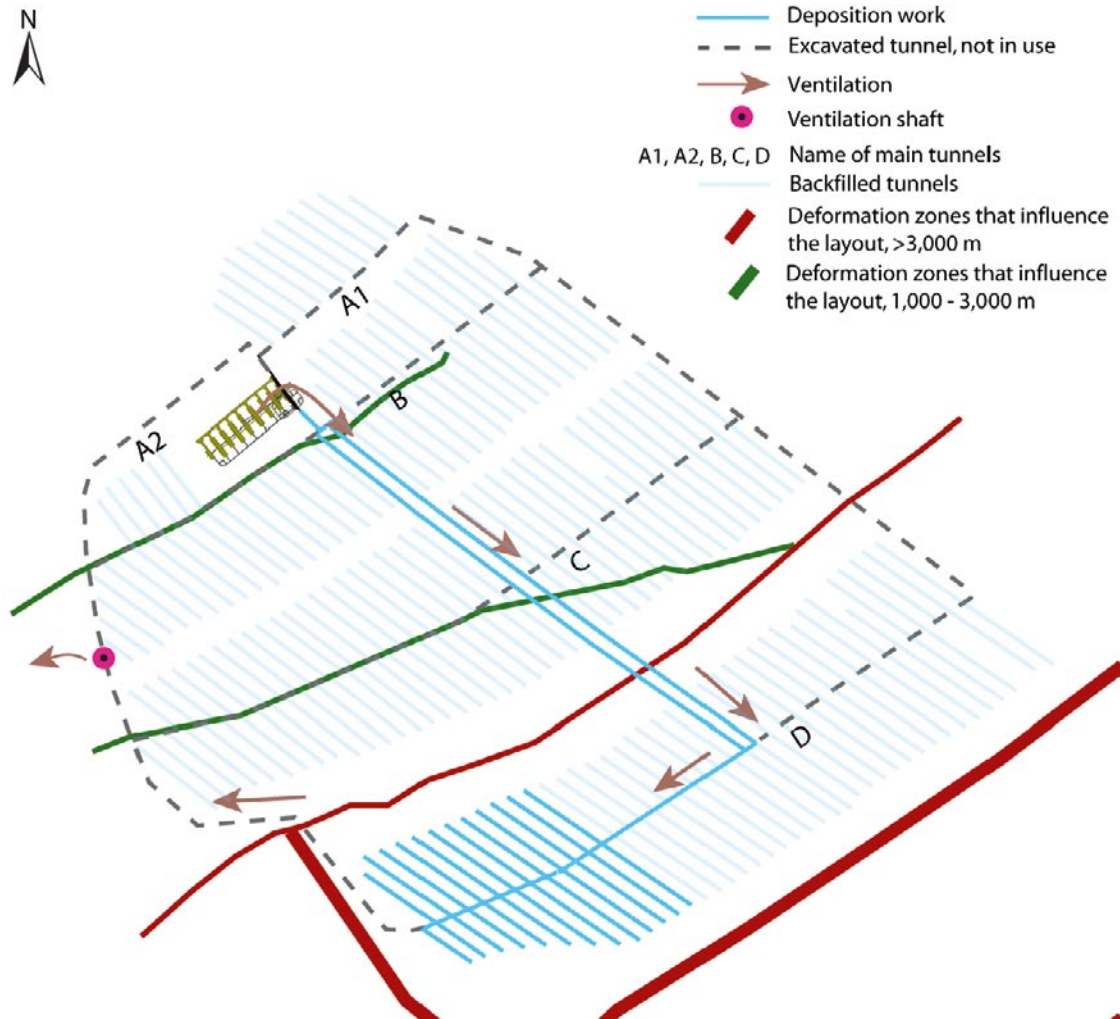 N
Deposition work
Excavated tunnel, not in use
Ventilation
Ventilation shaft
A1, A2, B, C, D Name of main tunnels
Backfilled tunnels
Deformation zones that influence
the layout, >3,000 m
Deformation zones that influence
the layout, 1,000 - 3,000 m
A1
B
A2
C
D